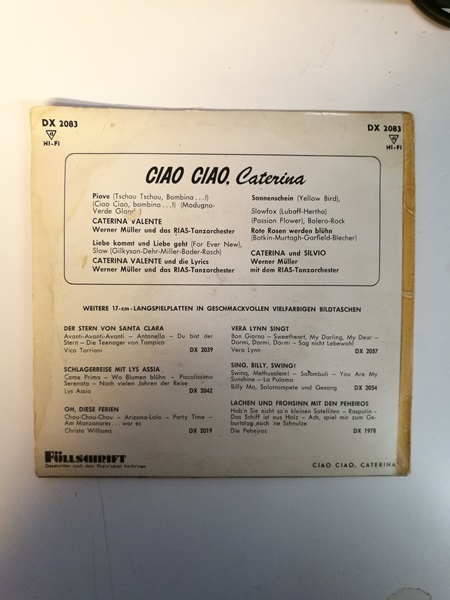 DX 2083
HI-FI
DX 2083
HI-FI
CIAO CIAO, Caterina
Piove (Tschau Tschau, Bambina . . .!)
(Ciao Ciao, bambina . . .!) (Modugno-
Verde
CATERINA VALENTE
Werner Müller und das RIAS-Tanzorchester
Liebe kommt und Liebe geht (For Ever New),
Slow (Gilkyson-Dehr-Miller-Bader-Rasch)
CATERINA VALENTE und die Lyrics
Werner Müller und das RIAS-Tanzorchester
Sonnenschein (Yellow Bird),
Slowfox (Luboff-Hertha)
(Passion Flower), Bolero-Rock
Rote Rosen werden blühn
(Botkin-Murtagh-Garfield-Blecher)
CATERINA und SILVIO
Werner Müller
mit dem RIAS-Tanzorchester
WEITERE 17-cm-LANGSPIELPLATTEN IN GESCHMACKVOLLEN VIELFARBIGEN BILDTASCHEN
DER STERN VON SANTA CLARA
Avanti-Avanti-Avanti — Antonella — Du bist der
Stern — Die Teenager von Tampico
Vico Torriani DX 2039
SCHLAGERREISE MIT LYS ASSIA
Come Prima — Wo Blumen blühn — Piccolissima
Serenata — Nach vielen Jahren der Reise
Lys Assia DX 2042
OH, DIESE FERIEN
Chou-Chou-Chou — Arizona-Lola — Party Time —
Am Manzanares . . . war es
Christa Williams DX 2019
VERA LYNN SINGT
Bon Giorno — Sweetheart, My Darling, My Dear —
Dormi, Dormi, Dormi — Sag nicht Lebewohl
Vera Lynn DX 2057
SING, BILLY, SWING!
Swing, Methusalem! — — You Are My
Sunshine — La Paloma
Billy Mo, Solotrompete und Gesang DX 2054
LACHEN UND FROHSINN MIT DEN PEHEIROS
Hab'n Sie nicht so'n kleinen Satelliten — Rasputin —
Das Schiff ist aus Holz — Ach, spiel mir zum Ge-
burtstag noch 'ne Schnulze
Die Peheiros DX 1978
FÜLLSCHRIFT
Geschnitten nach dem Rhein'schen Verfahren
CIAO CIAO, CATERINA